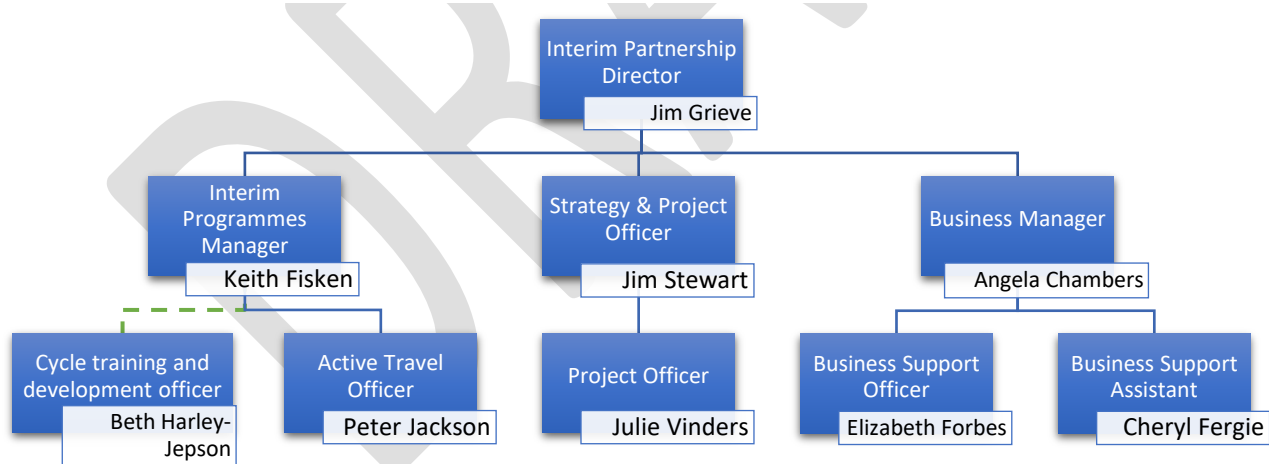 Interim Partnership
Director
Jim Grieve
Interim
Programmes
Manager
Keith Fisken
Strategy & Project
Officer
Jim Stewart
Business Manager
Angela Chambers
Cycle training and
development officer
Beth Harley-
Jepson
Active Travel
Officer
Peter Jackson
Project Officer
Julie Vinders
Business Support
Officer
Elizabeth Forbes
Business Support
Assistant
Cheryl Fergie